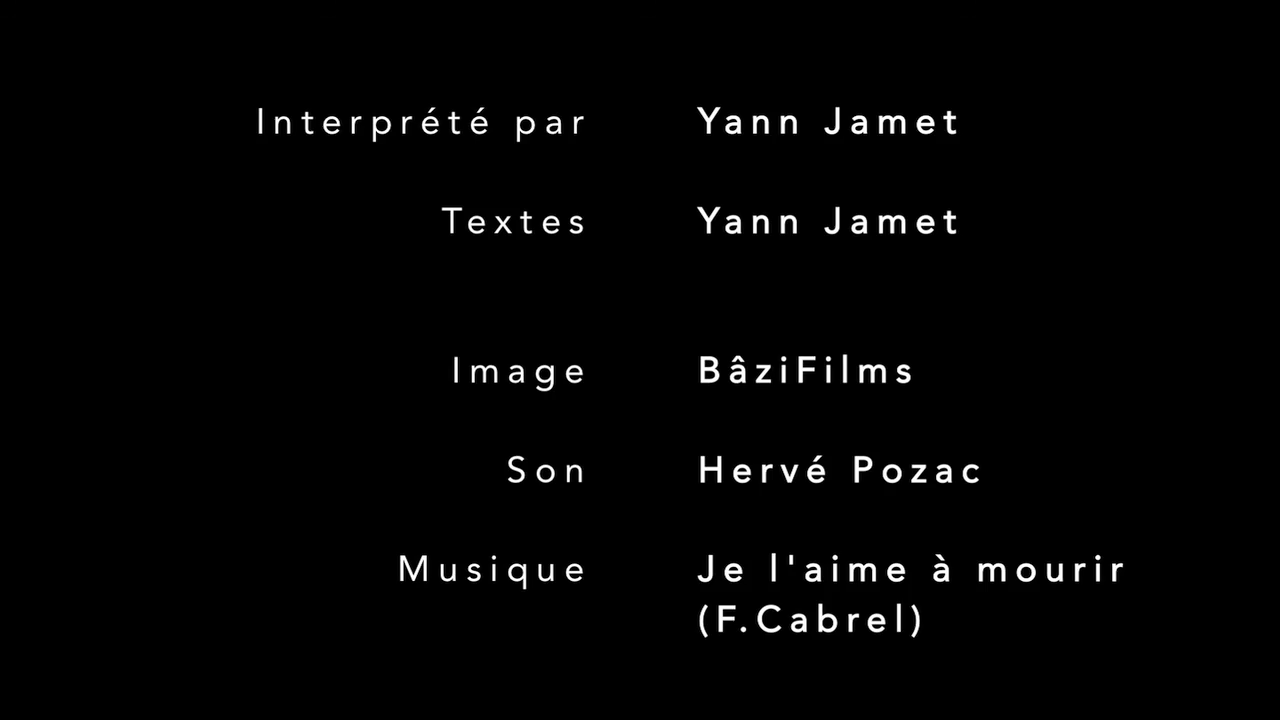 Interprété par Yann Jamet
Textes Yann Jamet
Image BâziFilms
Son Hervé Pozac
Musique Je l'aime à mourir
(F.Cabrel)